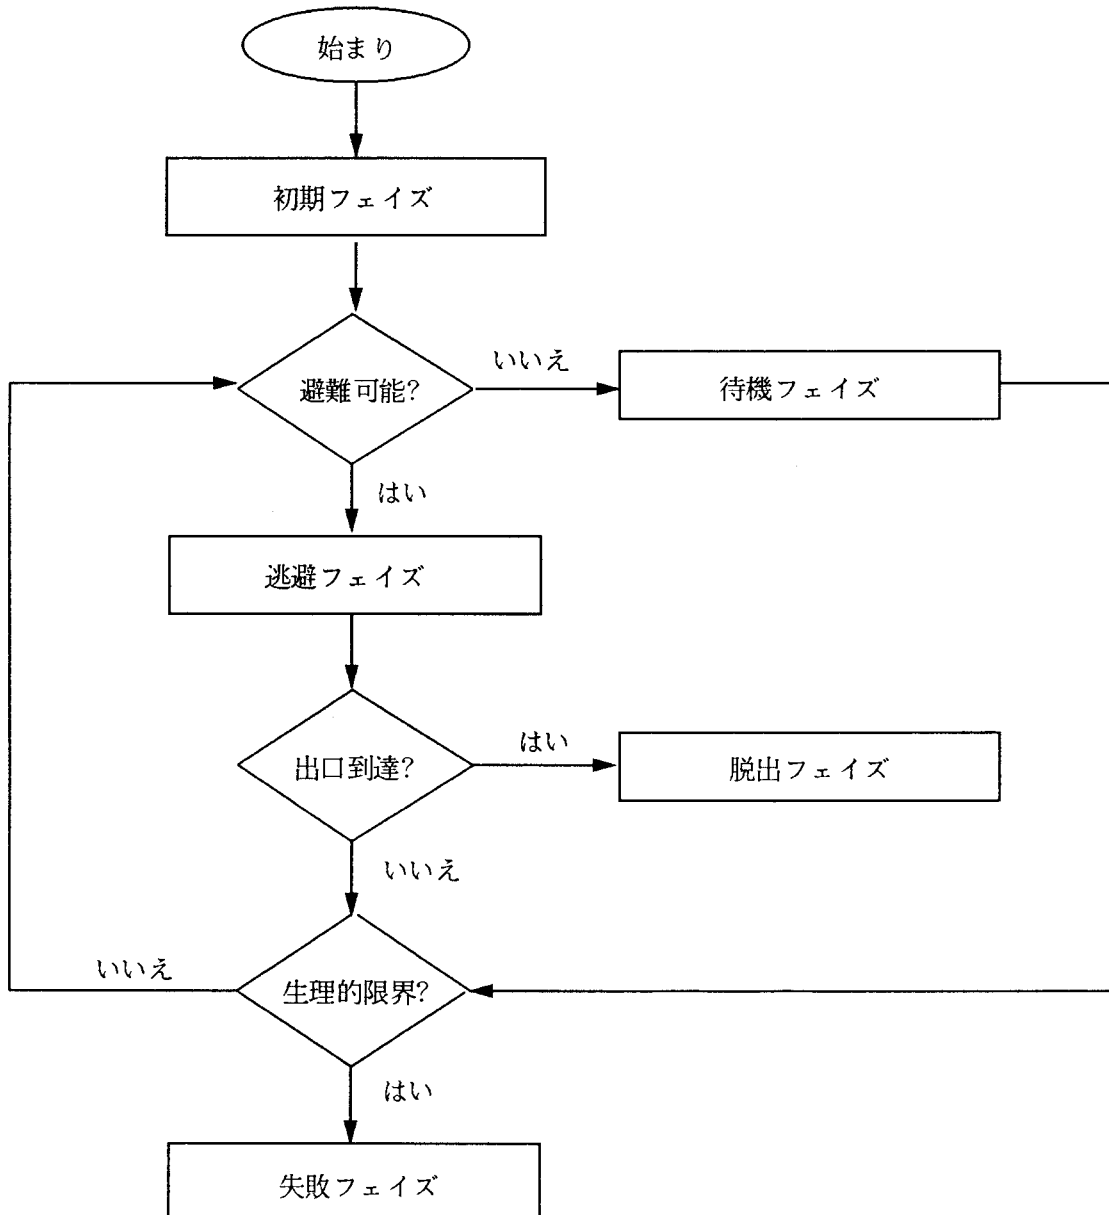 始まり
初期フェイズ
避難可能?
いいえ
待機フェイズ
はい
逃避フェイズ
出口到達?
はい
脱出フェイズ
いいえ
生理的限界?
いいえ
はい
失敗フェイズ